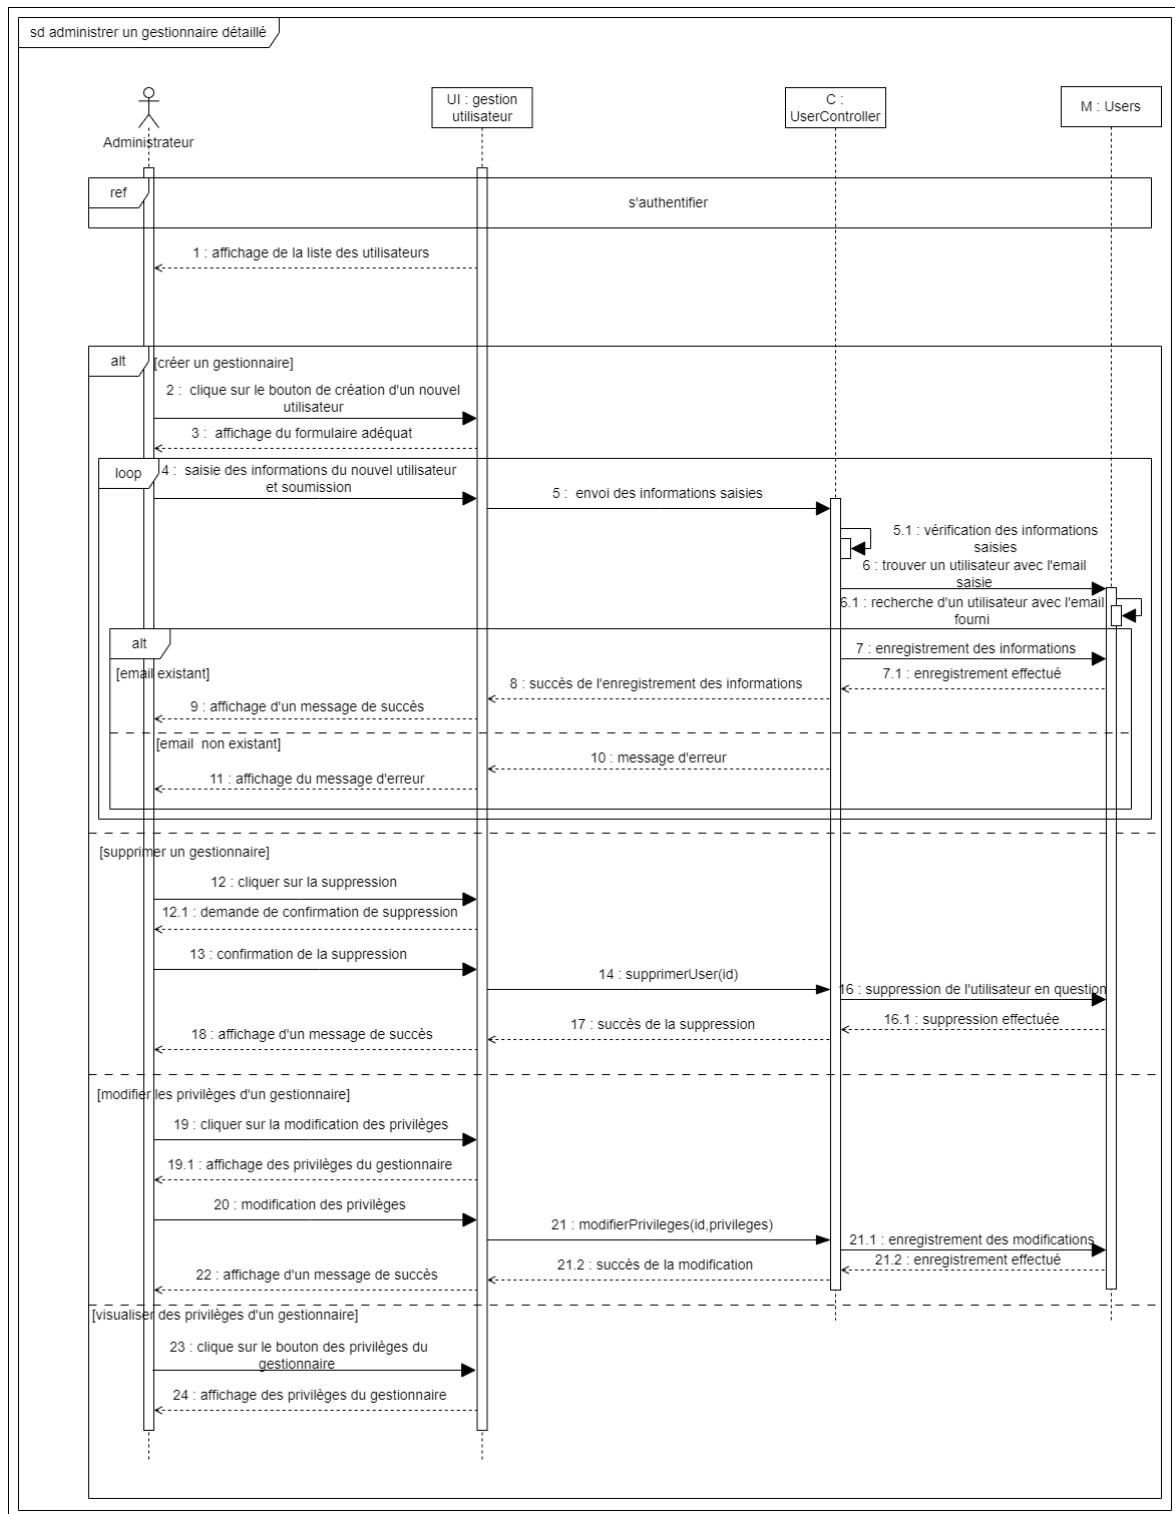 sd administrer un gestionnaire détaillé
Administrateur
UI : gestion
utilisateur
C :
UserController
M : Users
ref
s'authentifier
1 : affichage de la liste des utilisateurs
alt
[créer un gestionnaire]
2 : clique sur le bouton de création d'un nouvel
utilisateur
3 : affichage du formulaire adéquat
loop
4 : saisie des informations du nouvel utilisateur
et soumission
5 : envoi des informations saisies
5.1 : vérification des informations
saisies
6 : trouver un utilisateur avec l'email
saisie
6.1 : recherche d'un utilisateur avec l'email
fourni
alt
7 : enregistrement des informations
[email existant]
7.1 : enregistrement effectué
8 : succès de l'enregistrement des informations
9 : affichage d'un message de succès
[email non existant]
10 : message d'erreur
11 : affichage du message d'erreur
[supprimer un gestionnaire]
12 : cliquer sur la suppression
12.1 : demande de confirmation de suppression
13 : confirmation de la suppression
14 : supprimerUser(id)
16 : suppression de l'utilisateur en question
16.1 : suppression effectuée
17 : succès de la suppression
18 : affichage d'un message de succès
[modifier les privilèges d'un gestionnaire]
19 : cliquer sur la modification des privilèges
19.1 : affichage des privilèges du gestionnaire
20 : modification des privilèges
21 : modifierPrivileges(id,privileges)
21.1 : enregistrement des modifications
21.2 : enregistrement effectué
21.2 : succès de la modification
22 : affichage d'un message de succès
[visualiser des privilèges d'un gestionnaire]
23 : clique sur le bouton des privilèges du
gestionnaire
24 : affichage des privilèges du gestionnaire